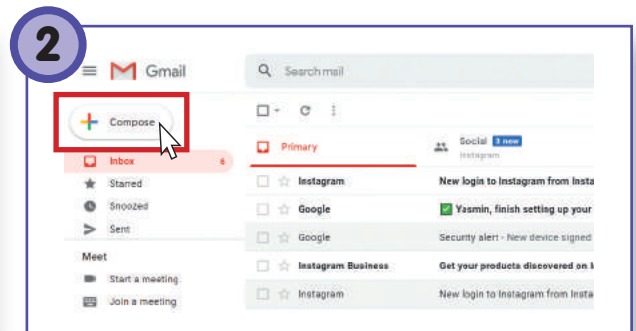 2
Gmail
Search mail
Compose
Primary
Social 3 new
Instagram
Inbox 6
Starred
Snoozed
Sent
Meet
Start a meeting
Join a meeting
Instagram New login to Instagram from Insta
Google ✅ Yasmin, finish setting up your
Google Security alert - New device signed
Instagram Business Get your products discovered on I
Instagram New login to Instagram from Insta